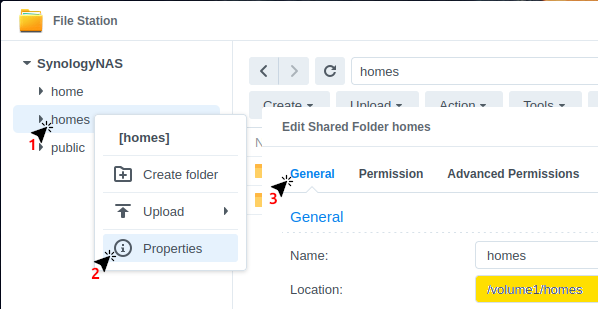 File Station
SynologyNAS
home
homes
public
1
[homes]
Create folder
Upload
Properties
2
homes
Create Upload Action Tools
Edit Shared Folder homes
General Permission Advanced Permissions
3
General
Name: homes
Location: /volume1/homes